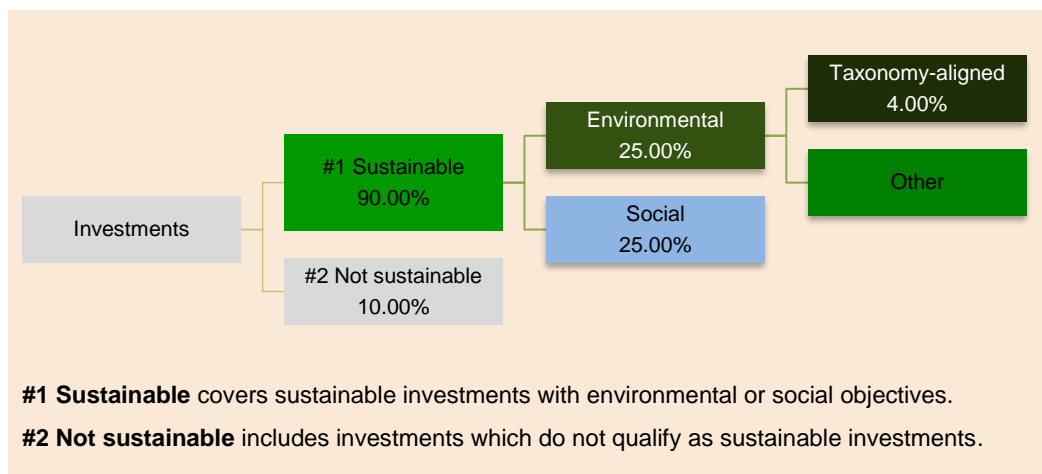 Taxonomy-aligned
4.00%
Environmental
25.00%
#1 Sustainable
90.00%
Other
Social
25.00%
Investments
#2 Not sustainable
10.00%
#1 Sustainable covers sustainable investments with environmental or social objectives.
#2 Not sustainable includes investments which do not qualify as sustainable investments.